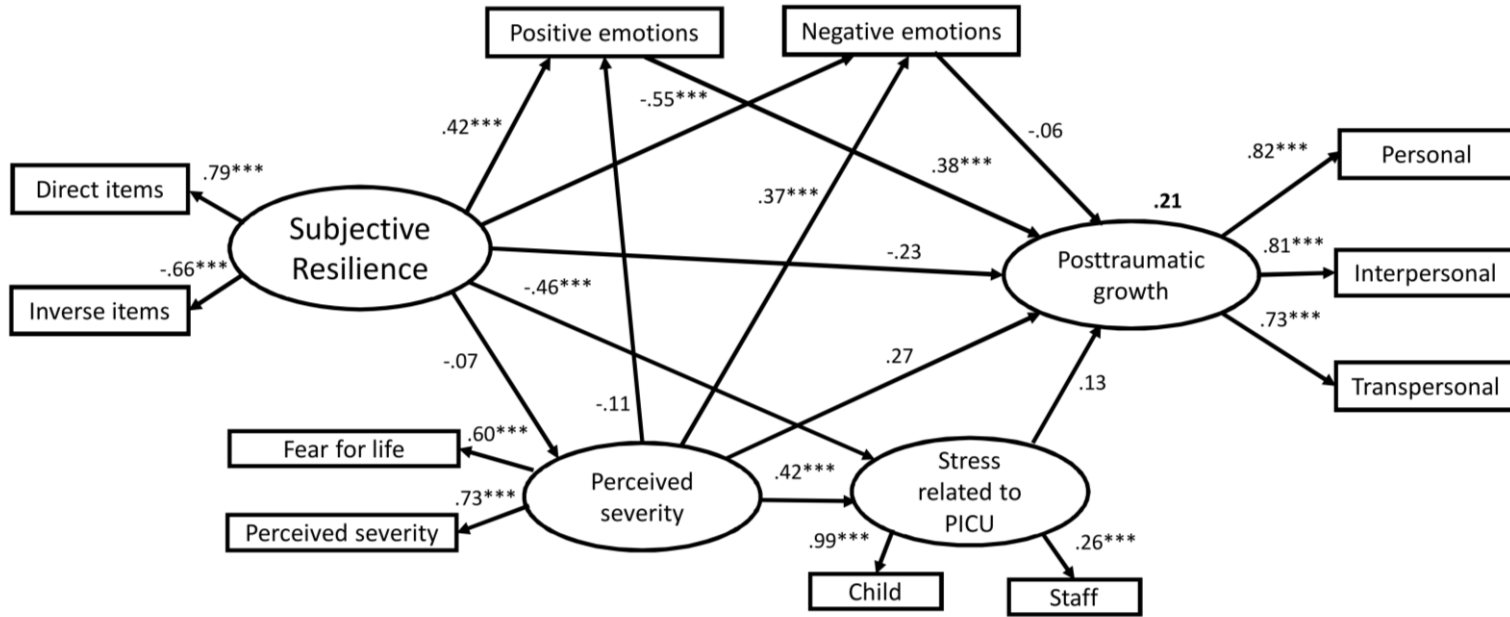 Positive emotions
Negative emotions
-.55***
.42***
-.06
.38***
.82***
Personal
.79***
Direct items
.37***
.21
Subjective
Resilience
-.23
.81***
Posttraumatic
growth
Interpersonal
-.66***
Inverse items
-.46***
.73***
-.07
.27
.13
Transpersonal
-.11
Fear for life
.60***
Perceived
severity
.42***
Stress
related to
PICU
.73***
Perceived severity
.99***
.26***
Child
Staff